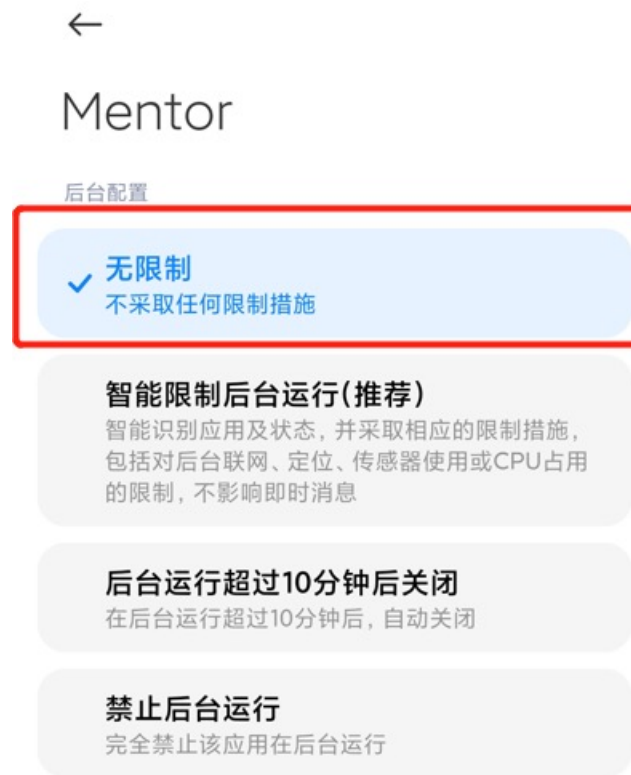 Mentor
后台配置
无限制
不采取任何限制措施
智能限制后台运行(推荐)
智能识别应用及状态，并采取相应的限制措施，
包括对后台联网、定位、传感器使用或CPU占用
的限制，不影响即时消息
后台运行超过10分钟后关闭
在后台运行超过10分钟后，自动关闭
禁止后台运行
完全禁止该应用在后台运行